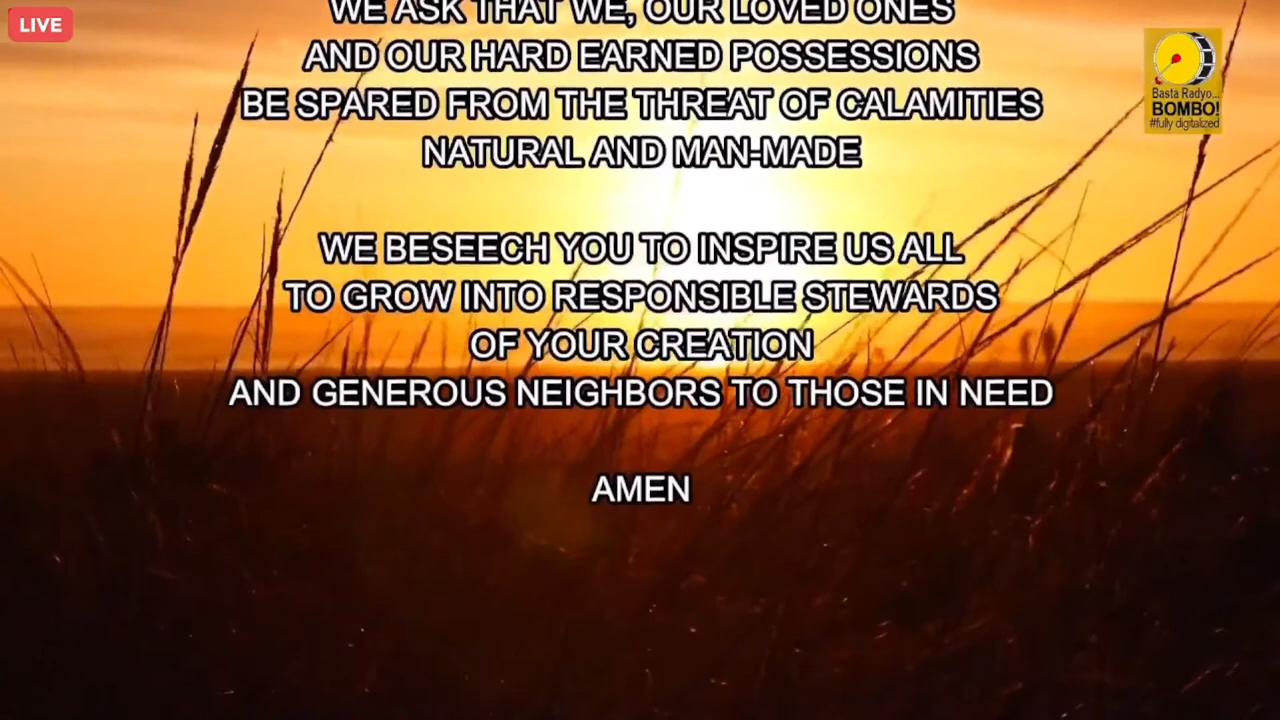 LIVE
WE ASK THAT WE, OUR LOVED ONES
AND OUR HARD EARNED POSSESSIONS
BE SPARED FROM THE THREAT OF CALAMITIES
NATURAL AND MAN-MADE
Basta Radyo...
BOMBO!
#fully digitalized
WE BESEECH YOU TO INSPIRE US ALL
TO GROW INTO RESPONSIBLE STEWARDS
OF YOUR CREATION
AND GENEROUS NEIGHBORS TO THOSE IN NEED
AMEN